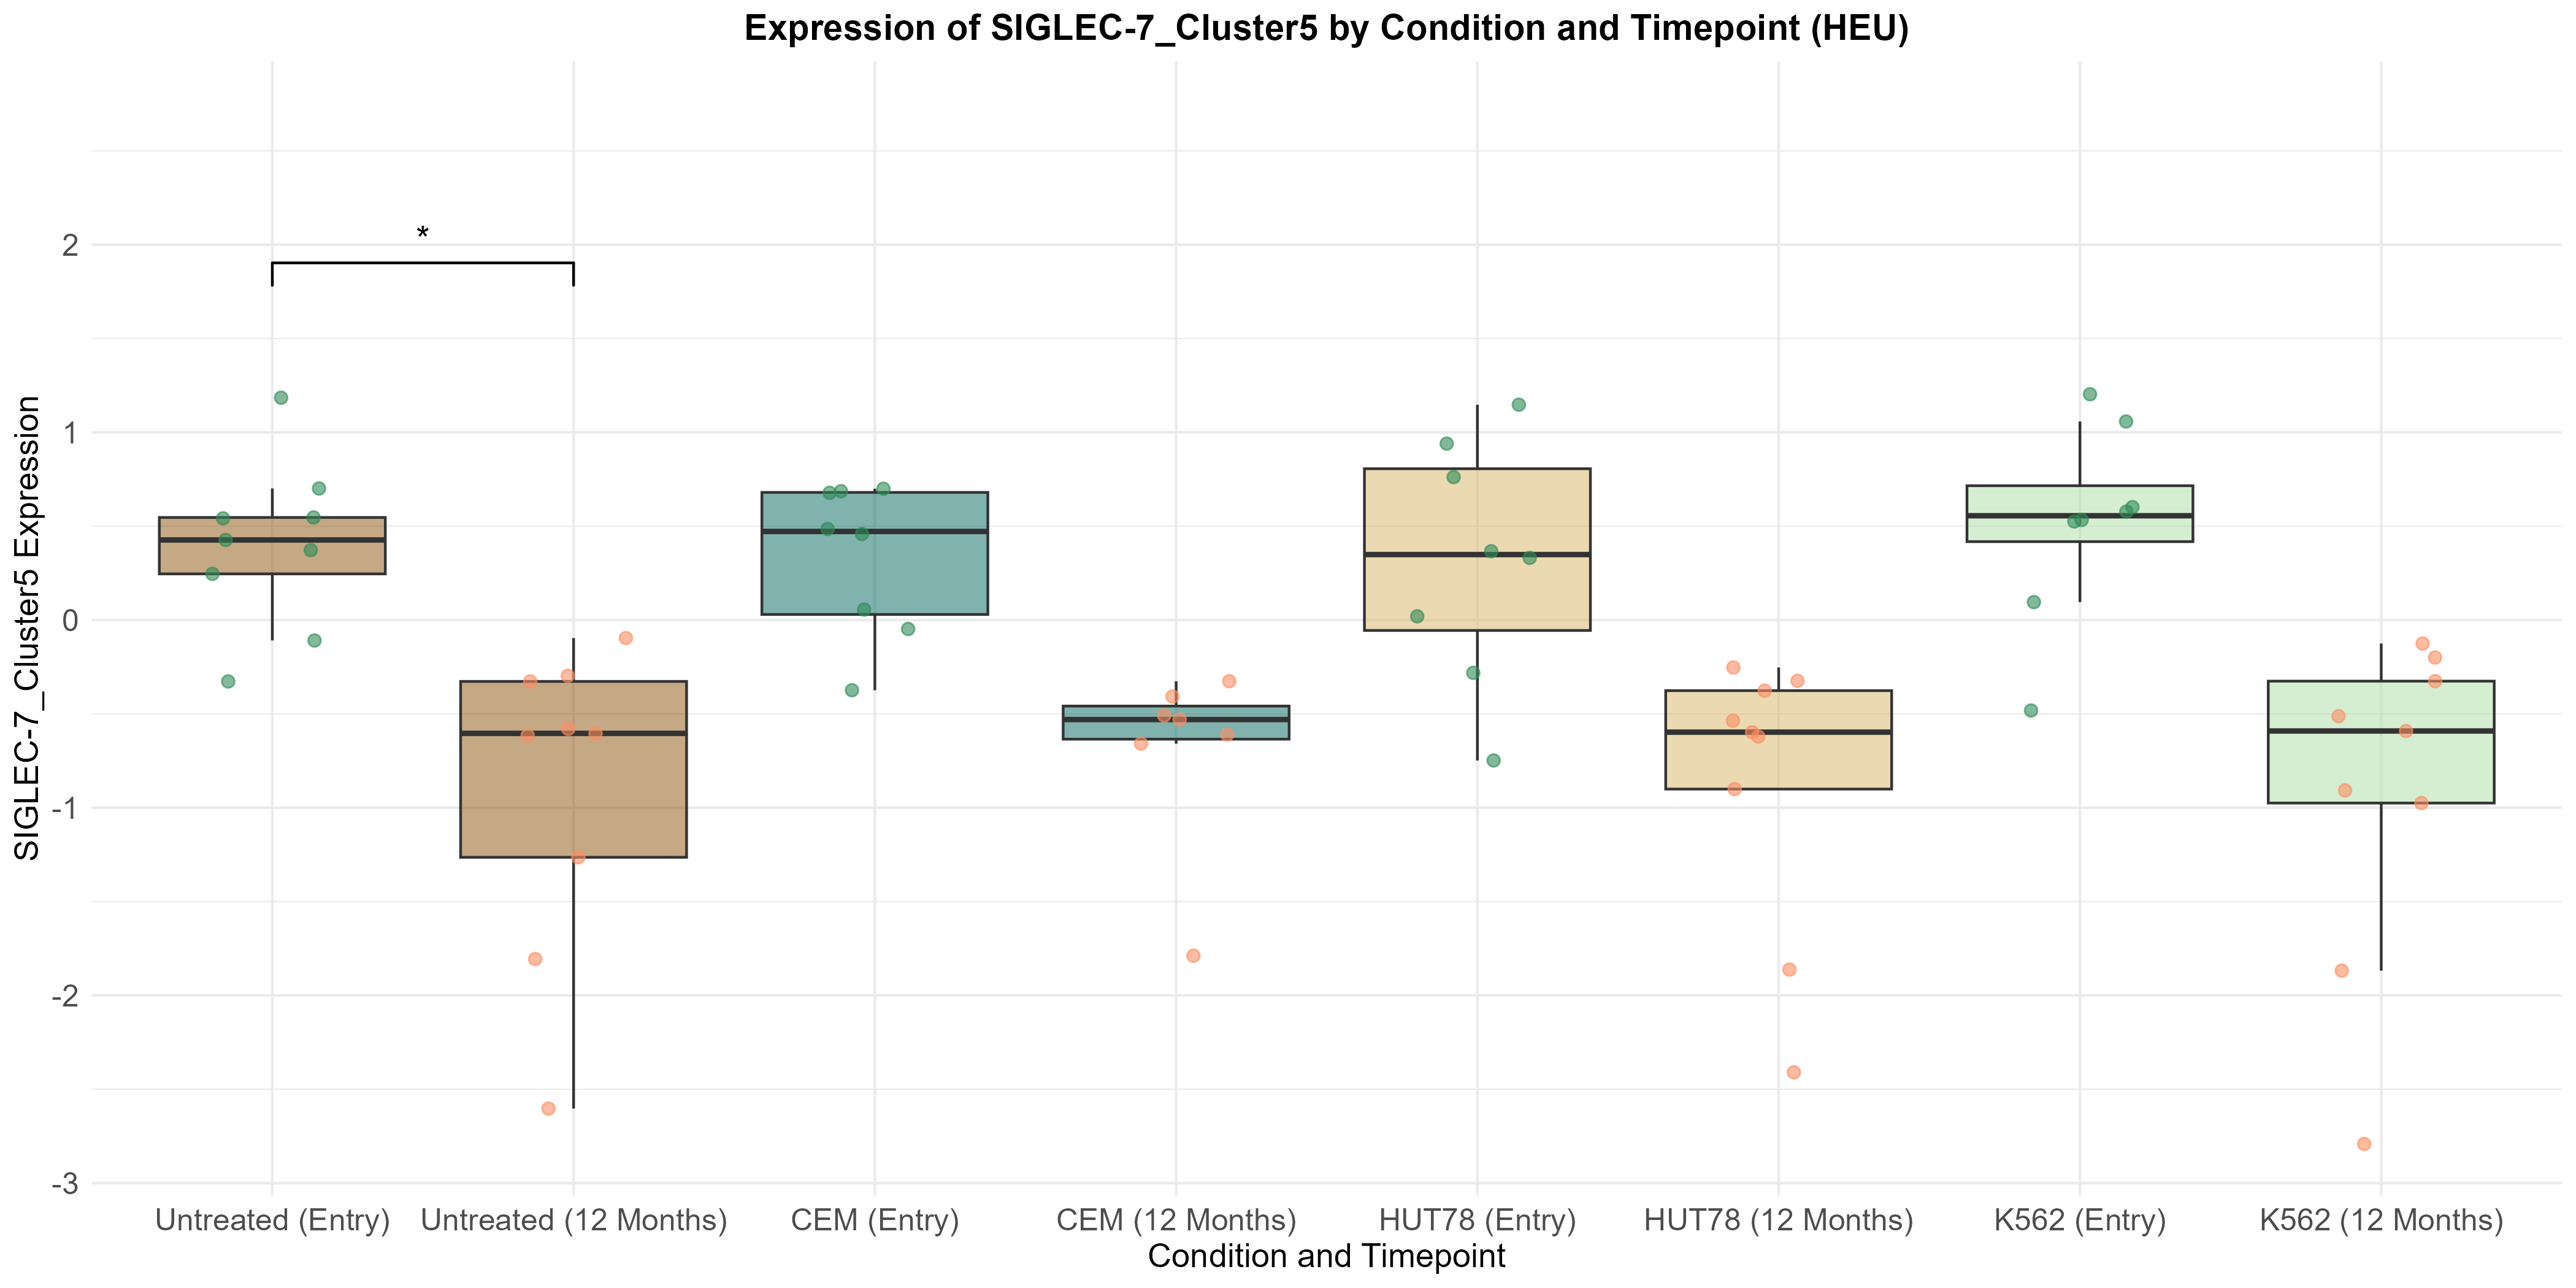 Expression of SIGLEC-7_Cluster5 by Condition and Timepoint (HEU)
SIGLEC-7_Cluster5 Expression
2
1
0
-1
-2
-3
*
Untreated (Entry)
Untreated (12 Months)
CEM (Entry)
CEM (12 Months)
HUT78 (Entry)
HUT78 (12 Months)
K562 (Entry)
K562 (12 Months)
Condition and Timepoint